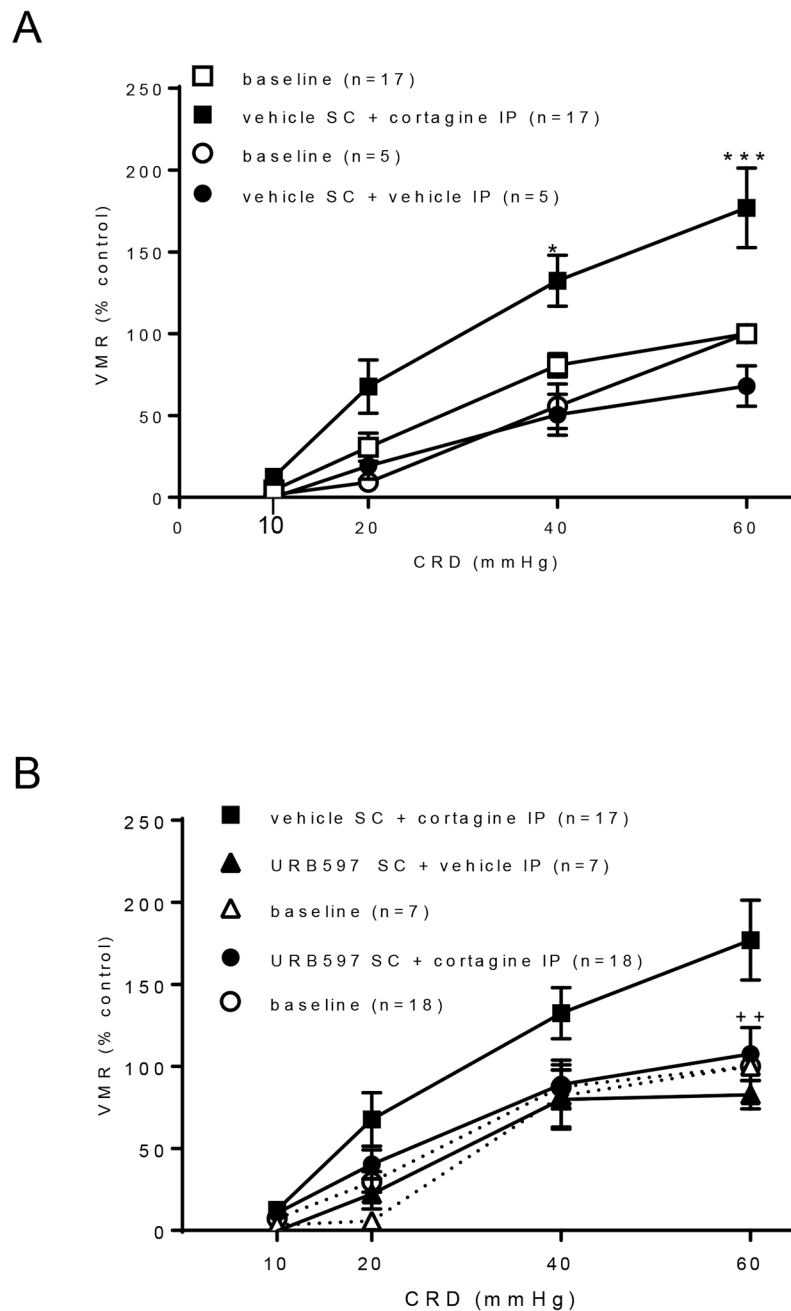 A
250
200
150
100
50
0
VMR (% control)
baseline (n=17)
vehicle SC + cortagine IP (n=17)
baseline (n=5)
vehicle SC + vehicle IP (n=5)
* * *
*
0
10
20
40
60
CRD (mmHg)
B
250
200
150
100
50
0
VMR (% control)
vehicle SC + cortagine IP (n=17)
URB597 SC + vehicle IP (n=7)
baseline (n=7)
URB597 SC + cortagine IP (n=18)
baseline (n=18)
+ +
10
20
40
60
CRD (mmHg)